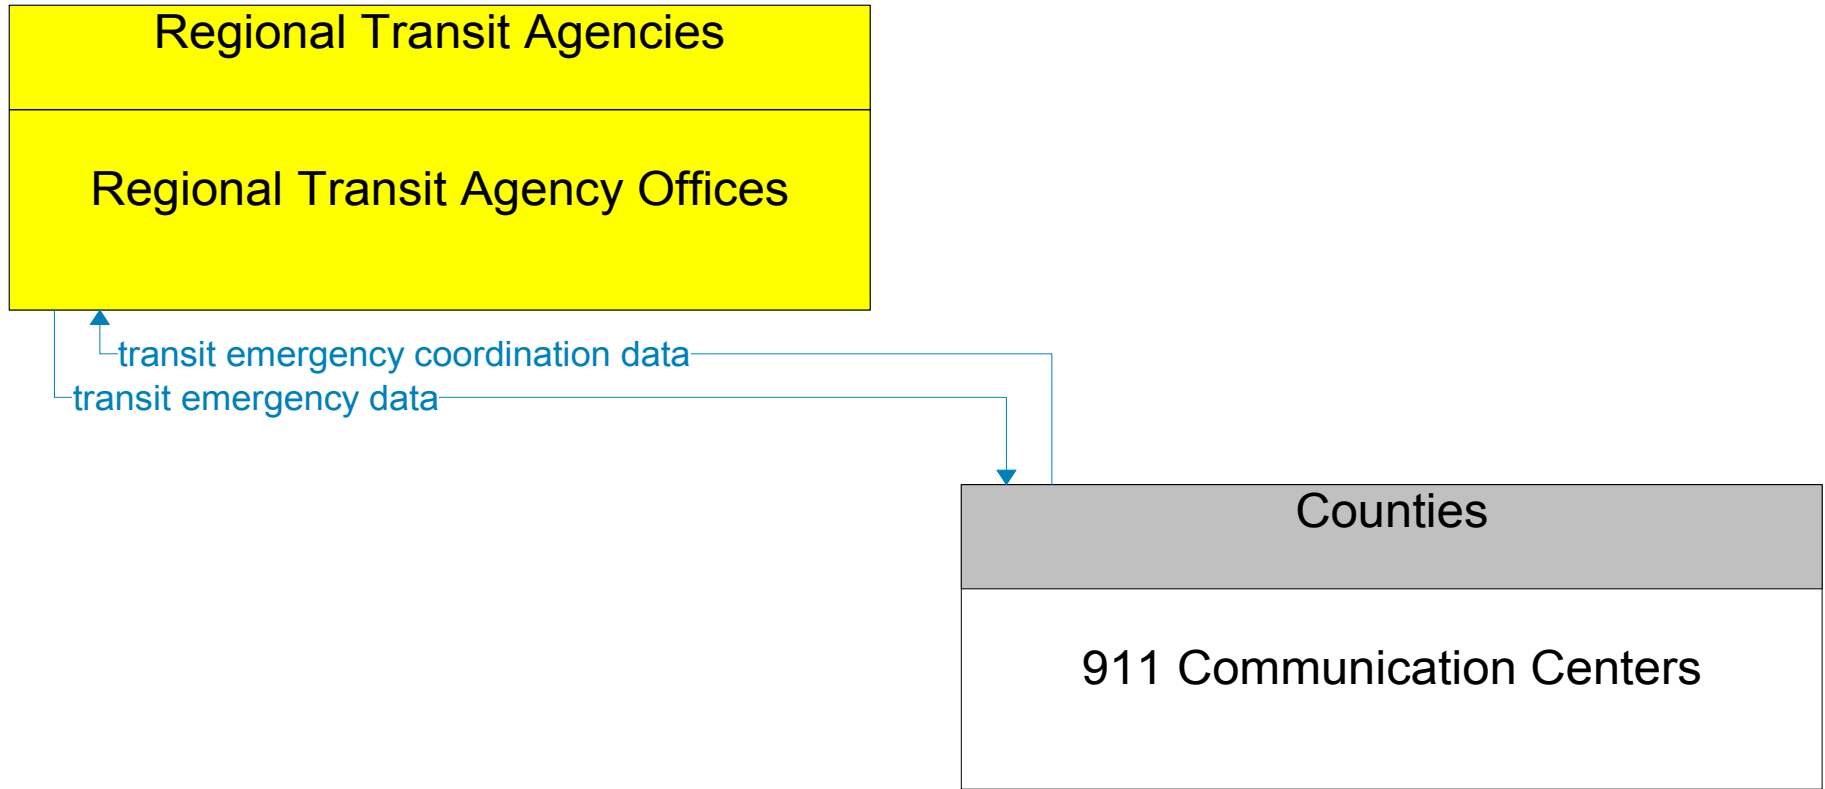 Regional Transit Agencies
Regional Transit Agency Offices
transit emergency coordination data
transit emergency data
Counties
911 Communication Centers